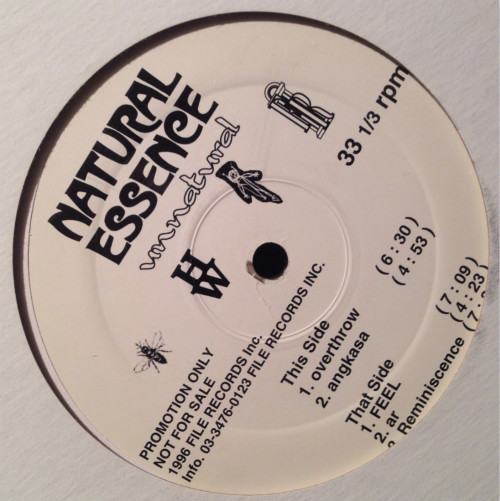 NATURAL
ESSENCE
unnatural
33 1/3 rpm
HW
PROMOTION ONLY
NOT FOR SALE
1996 FILE RECORDS Inc.
Info. 03-3476-0123 FILE RECORDS INC.
This Side
1. overthrow (6:30)
2. angkasa (4:53)
That Side
1. FEEL (7:09)
2. ar (4:23)
Reminiscence